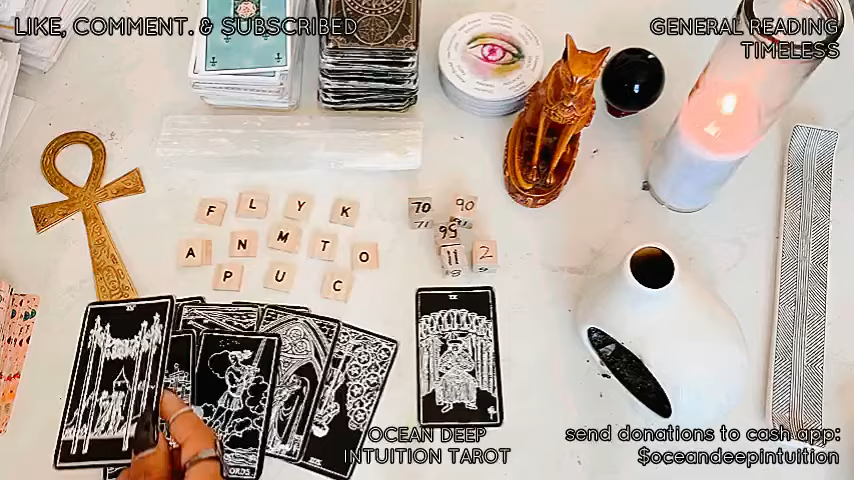 LIKE, COMMENT. & SUBSCRIBED
GENERAL READING
TIMELESS
F L Y K
A N M T O
P U C
70 90
71
95
11 2
OCEAN DEEP
INTUITION TAROT
send donations to cash app:
$oceandeepintuition